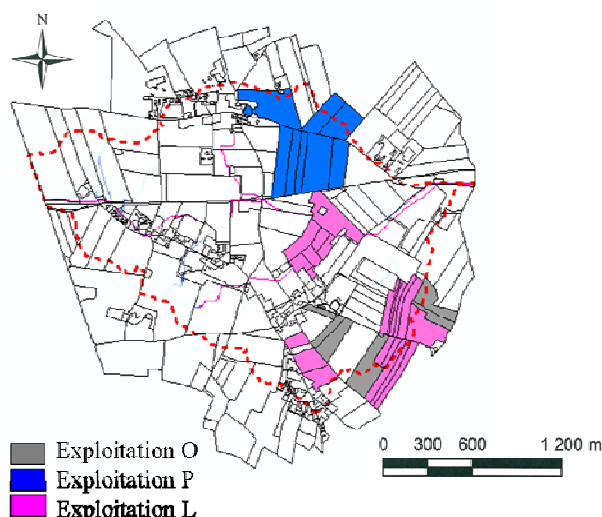 N
Exploitation O
Exploitation P
Exploitation L
0 300 600 1 200 m